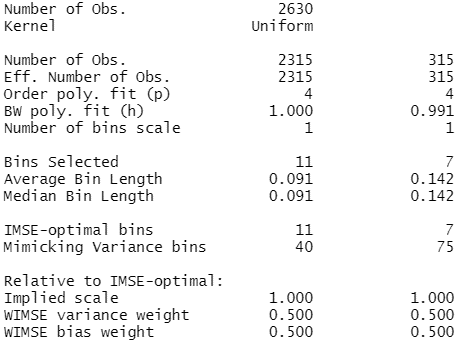 Number of Obs. 2630
Kernel Uniform
Number of Obs. 2315 315
Eff. Number of Obs. 2315 315
Order poly. fit (p) 4 4
BW poly. fit (h) 1.000 0.991
Number of bins scale 1 1
Bins Selected 11 7
Average Bin Length 0.091 0.142
Median Bin Length 0.091 0.142
IMSE-optimal bins 11 7
Mimicking Variance bins 40 75
Relative to IMSE-optimal:
Implied scale 1.000 1.000
WIMSE variance weight 0.500 0.500
WIMSE bias weight 0.500 0.500